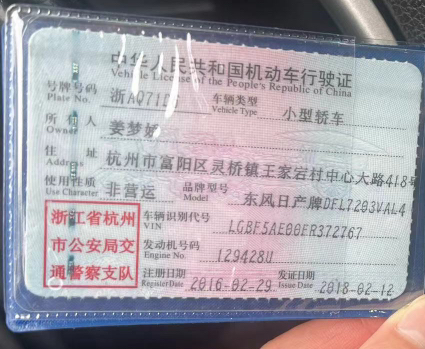 中华人民共和国机动车行驶证
Vehicle License of the People's Republic of China
号牌号码 浙AQ71 车辆类型 小型轿车
Plate No. Vehicle Type
所有人 姜梦
Owner
住址 杭州市富阳区灵桥镇王家宕村中心大路418号
Address
使用性质 非营运 品牌型号 东风日产牌DFL7203VAL4
Use Character Model
浙江省杭州
市公安局交
通警察支队
车辆识别代号 LGBF5AE00FR372767
VIN
发动机号码 129428U
Engine No.
注册日期 2016-02-29 发证日期 2018-02-12
Register Date Issue Date